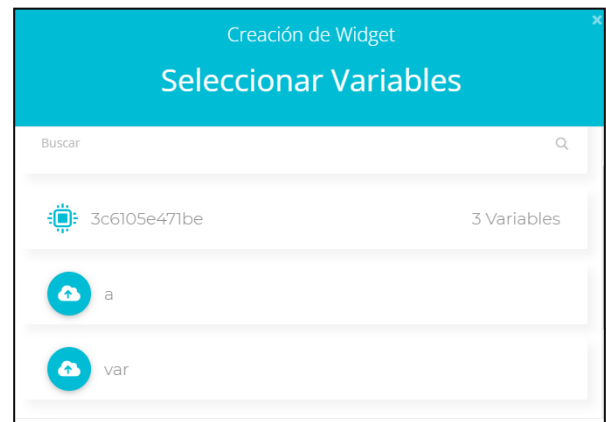 Creación de Widget
Seleccionar Variables
Buscar
3c6105e471be 3 Variables
a
var